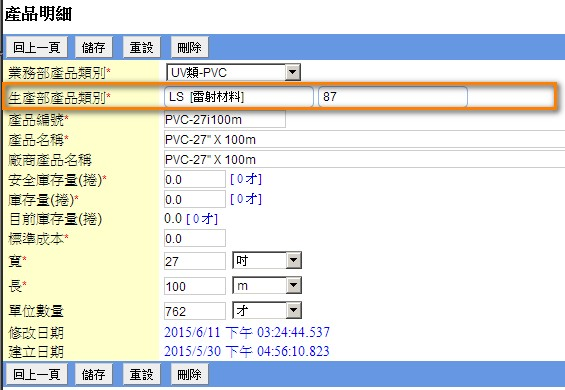 產品明細
回上一頁 儲存 重設 刪除
業務部產品類別* UV類-PVC
生產部產品類別* LS [雷射材料] 87
產品編號* PVC-27i100m
產品名稱* PVC-27" X 100m
廠商產品名稱 PVC-27" X 100m
安全庫存量(捲)* 0.0 [ 0才]
庫存量(捲)* 0.0 [ 0才]
目前庫存量(捲) 0.0 [ 0才]
標準成本* 0.0
寬* 27 吋
長* 100 m
單位數量 762 才
修改日期 2015/6/11 下午 03:24:44.537
建立日期 2015/5/30 下午 04:56:10.823
回上一頁 儲存 重設 刪除